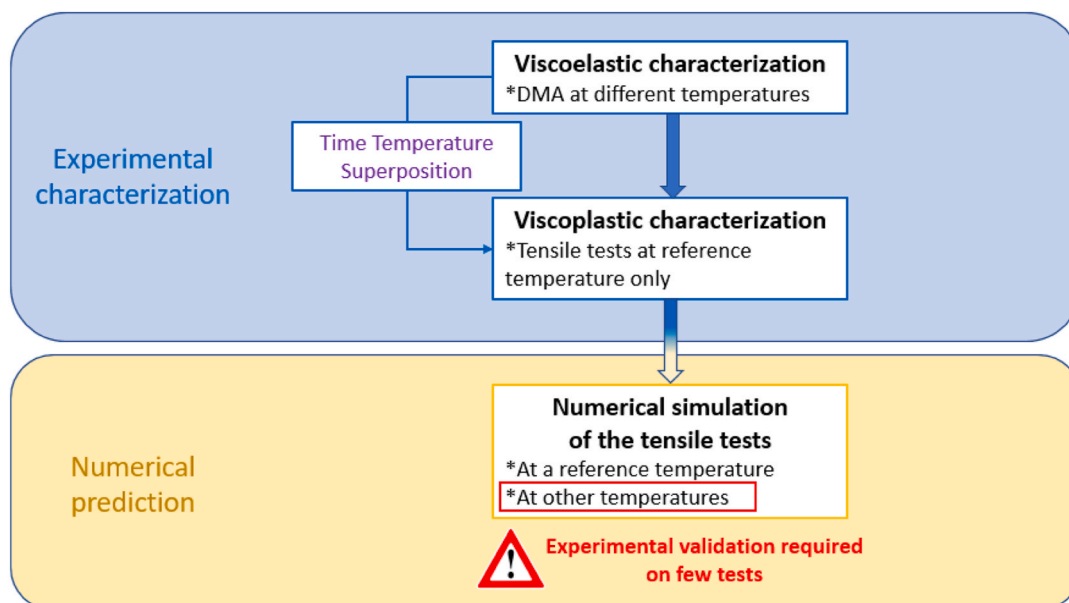 Viscoelastic characterization
*DMA at different temperatures
Time Temperature
Superposition
Experimental
characterization
Viscoplastic characterization
*Tensile tests at reference
temperature only
Numerical simulation
of the tensile tests
*At a reference temperature
*At other temperatures
Numerical
prediction
!
Experimental validation required
on few tests